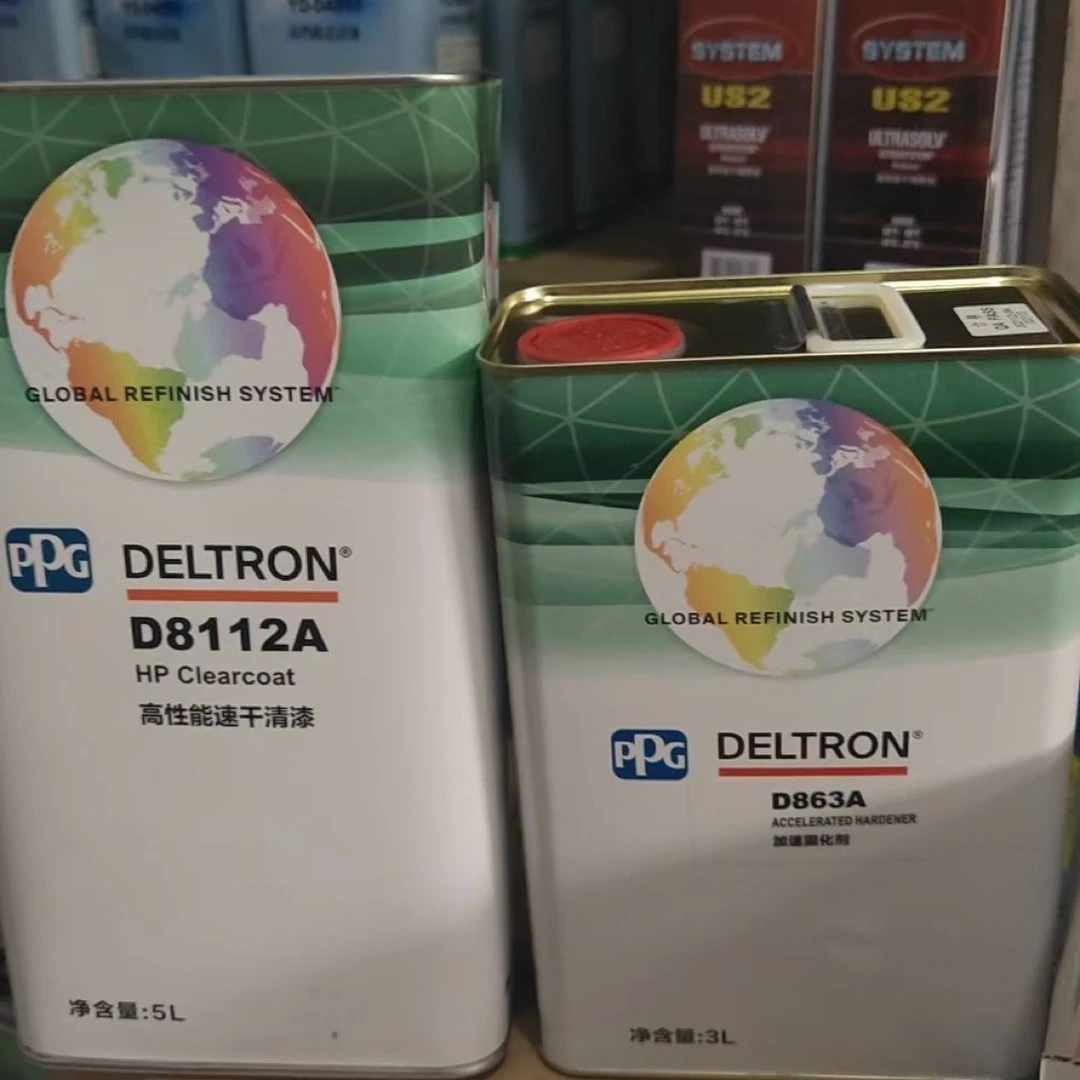 GLOBAL REFINISH SYSTEM™
PPG
DELTRON®
D8112A
HP Clearcoat
高性能速干清漆
净含量:5L
GLOBAL REFINISH SYSTEM™
PPG
DELTRON®
D863A
ACCELERATED HARDENER
加速固化剂
净含量:3L
SYSTEM
US2
ULTRASOLV
SYSTEM
US2
ULTRASOLV